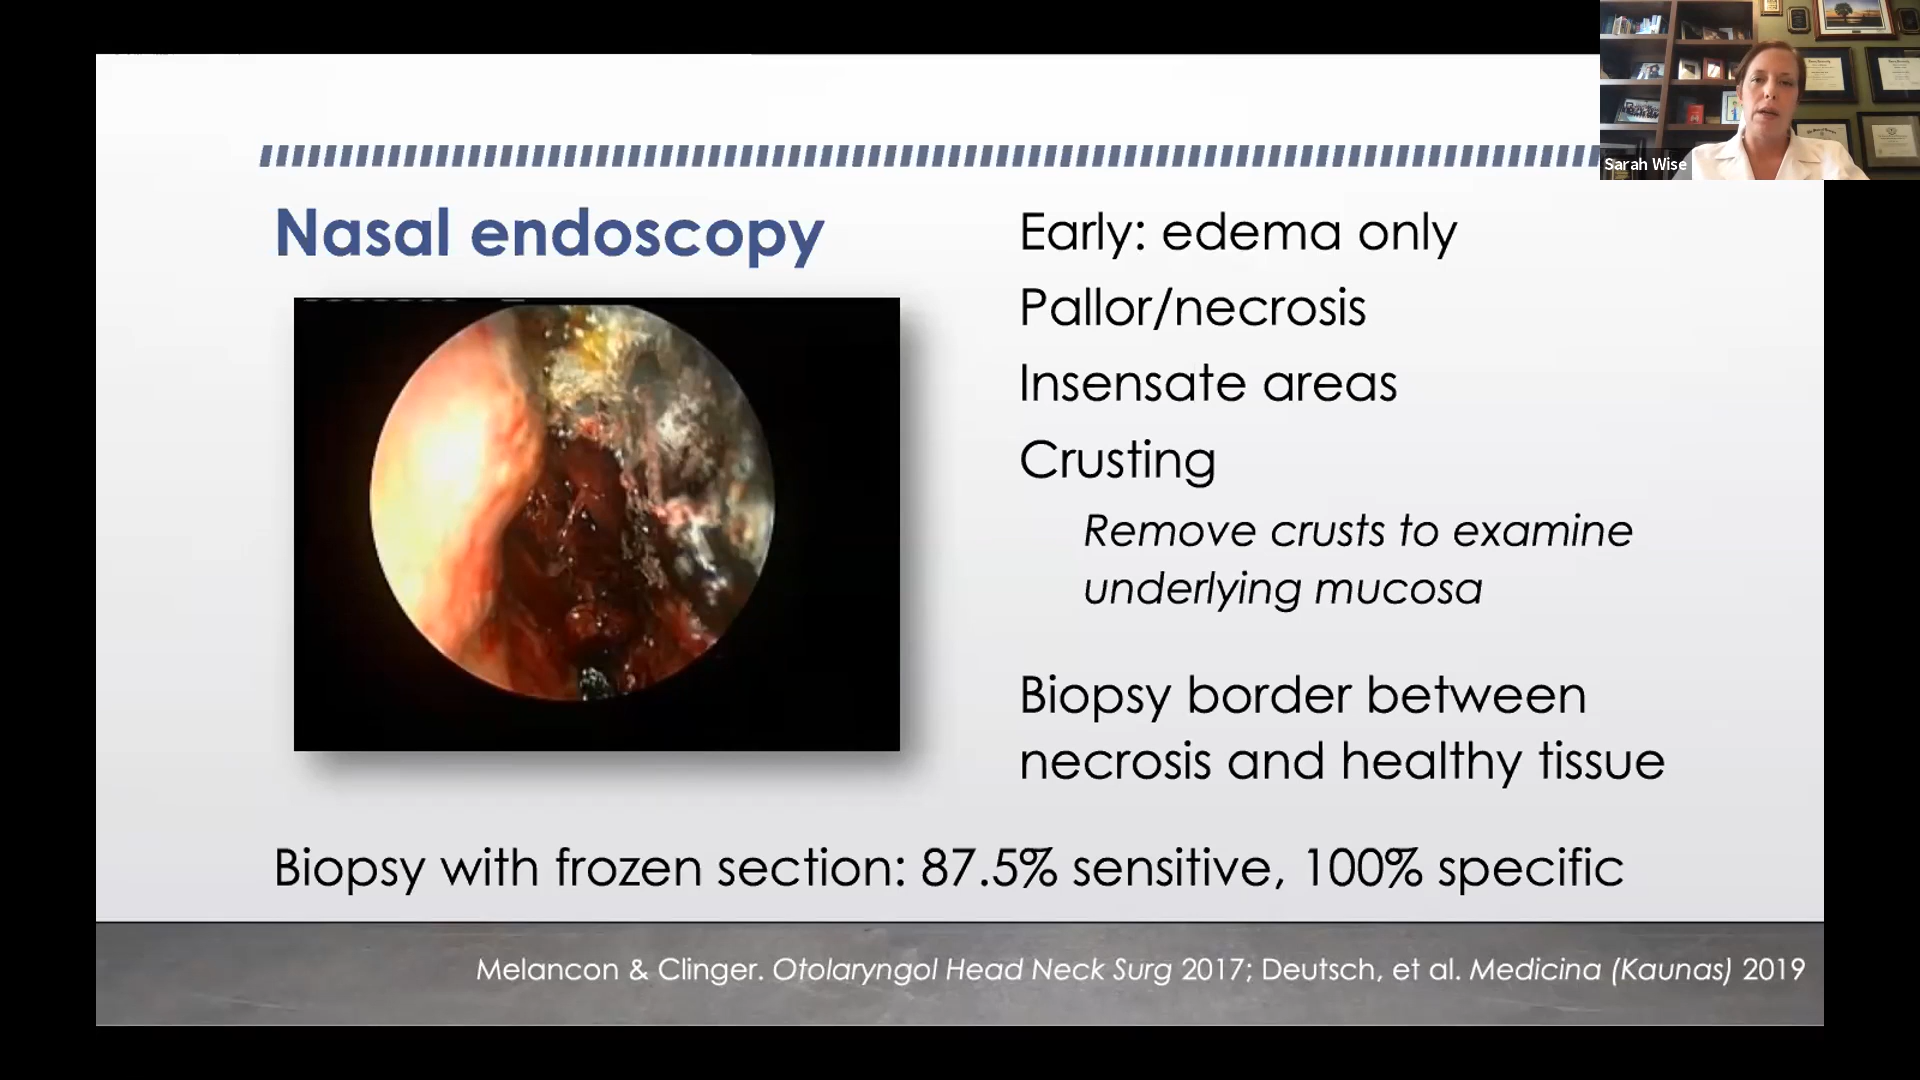 Sarah Wise
Nasal endoscopy
Early: edema only
Pallor/necrosis
Insensate areas
Crusting
Remove crusts to examine
underlying mucosa
Biopsy border between
necrosis and healthy tissue
Biopsy with frozen section: 87.5% sensitive, 100% specific
Melancon & Clinger. Otolaryngol Head Neck Surg 2017; Deutsch, et al. Medicina (Kaunas) 2019